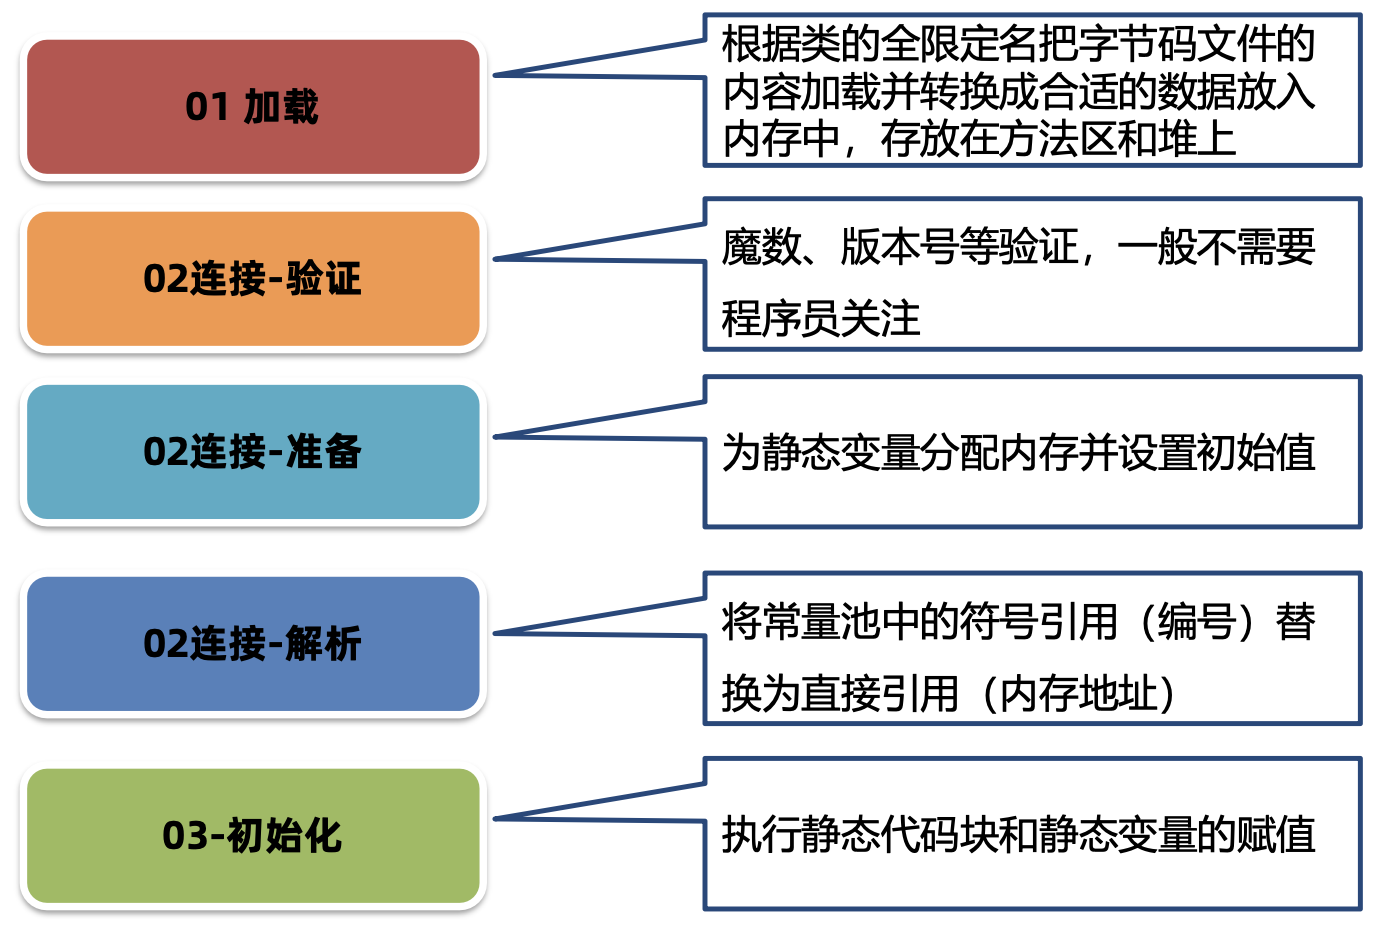 01 加载
根据类的全限定名把字节码文件的
内容加载并转换成合适的数据放入
内存中，存放在方法区和堆上
02连接-验证
魔数、版本号等验证，一般不需要
程序员关注
02连接-准备
为静态变量分配内存并设置初始值
02连接-解析
将常量池中的符号引用（编号）替
换为直接引用（内存地址）
03-初始化
执行静态代码块和静态变量的赋值